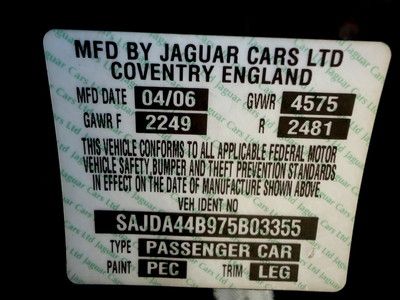 MFD BY JAGUAR CARS LTD
COVENTRY ENGLAND
MFD DATE 04/06 GVWR 4575
GAWR F 2249 R 2481
THIS VEHICLE CONFORMS TO ALL APPLICABLE FEDERAL MOTOR
VEHICLE SAFETY, BUMPER AND THEFT PREVENTION STANDARDS
IN EFFECT ON THE DATE OF MANUFACTURE SHOWN ABOVE.
VEH IDENT NO
SAJDA44B975B03355
TYPE PASSENGER CAR
PAINT PEC TRIM LEG